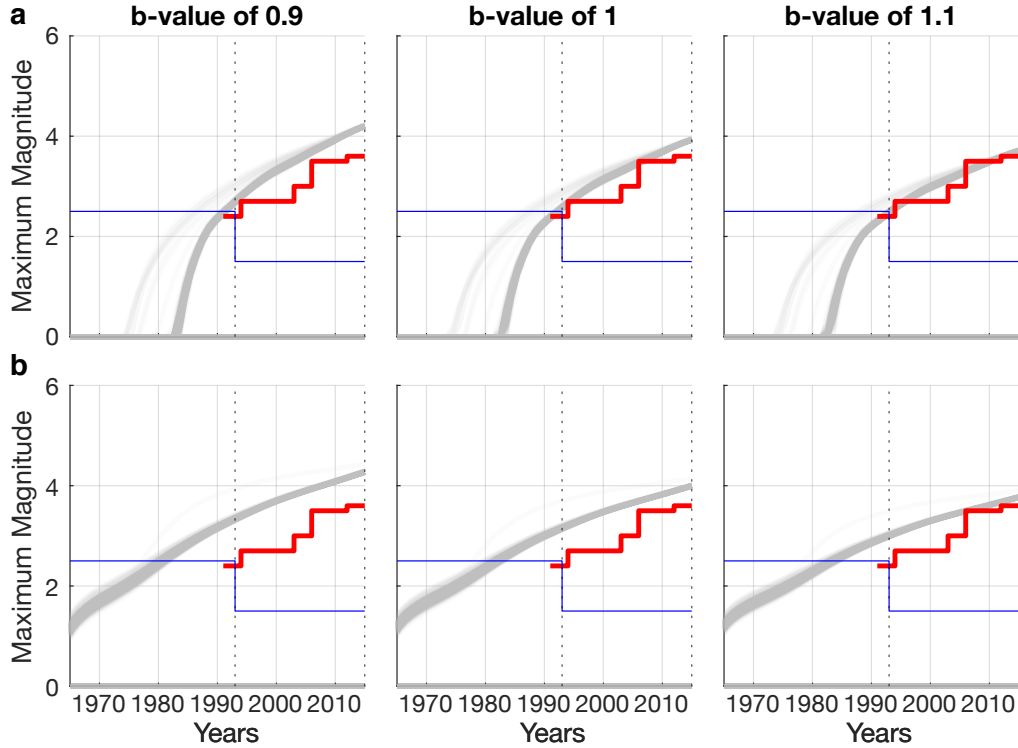 a
b-value of 0.9 b-value of 1 b-value of 1.1
6
4
2
0
Maximum Magnitude
b
6
4
2
0
Maximum Magnitude
1970 1980 1990 2000 2010 1970 1980 1990 2000 2010 1970 1980 1990 2000 2010
Years Years Years